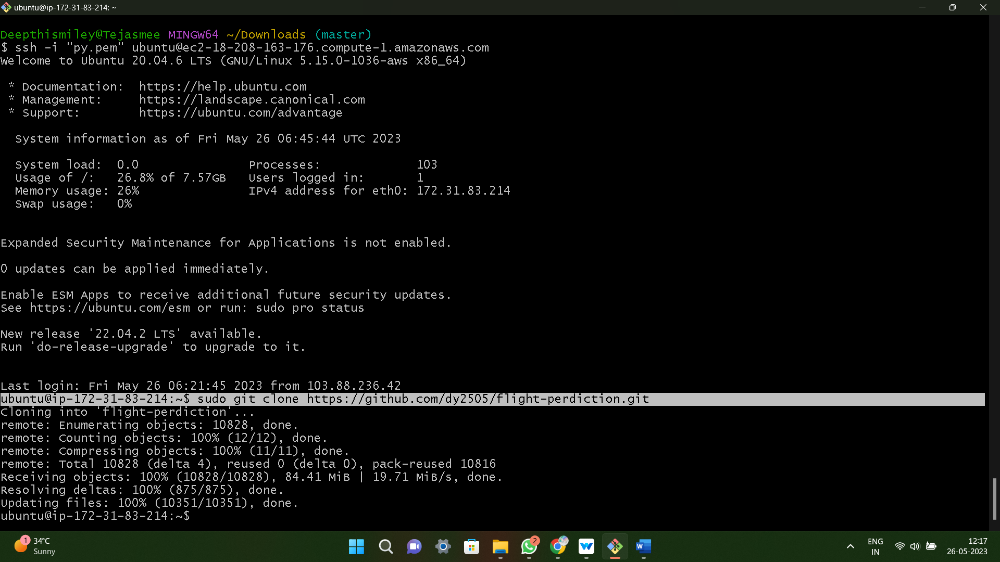 ubuntu@ip-172-31-83-214: ~
Deepthismiley@Tejasmee MINGW64 ~/Downloads (master)
$ ssh -i "py.pem" ubuntu@ec2-18-208-163-176.compute-1.amazonaws.com
Welcome to Ubuntu 20.04.6 LTS (GNU/Linux 5.15.0-1036-aws x86_64)
* Documentation:  https://help.ubuntu.com
* Management:     https://landscape.canonical.com
* Support:        https://ubuntu.com/advantage
System information as of Fri May 26 06:45:44 UTC 2023
System load:  0.0               Processes:             103
Usage of /:   26.8% of 7.57GB   Users logged in:       1
Memory usage: 26%               IPv4 address for eth0: 172.31.83.214
Swap usage:   0%
Expanded Security Maintenance for Applications is not enabled.
0 updates can be applied immediately.
Enable ESM Apps to receive additional future security updates.
See https://ubuntu.com/esm or run: sudo pro status
New release '22.04.2 LTS' available.
Run 'do-release-upgrade' to upgrade to it.
Last login: Fri May 26 06:21:45 2023 from 103.88.236.42
ubuntu@ip-172-31-83-214:~$ sudo git clone https://github.com/dy2505/flight-perdiction.git
Cloning into 'flight-perdiction'...
remote: Enumerating objects: 10828, done.
remote: Counting objects: 100% (12/12), done.
remote: Compressing objects: 100% (11/11), done.
remote: Total 10828 (delta 4), reused 0 (delta 0), pack-reused 10816
Receiving objects: 100% (10828/10828), 84.41 MiB | 19.71 MiB/s, done.
Resolving deltas: 100% (875/875), done.
Updating files: 100% (10351/10351), done.
ubuntu@ip-172-31-83-214:~$
1
34°C
Sunny
2
W
ENG
IN
12:17
26-05-2023